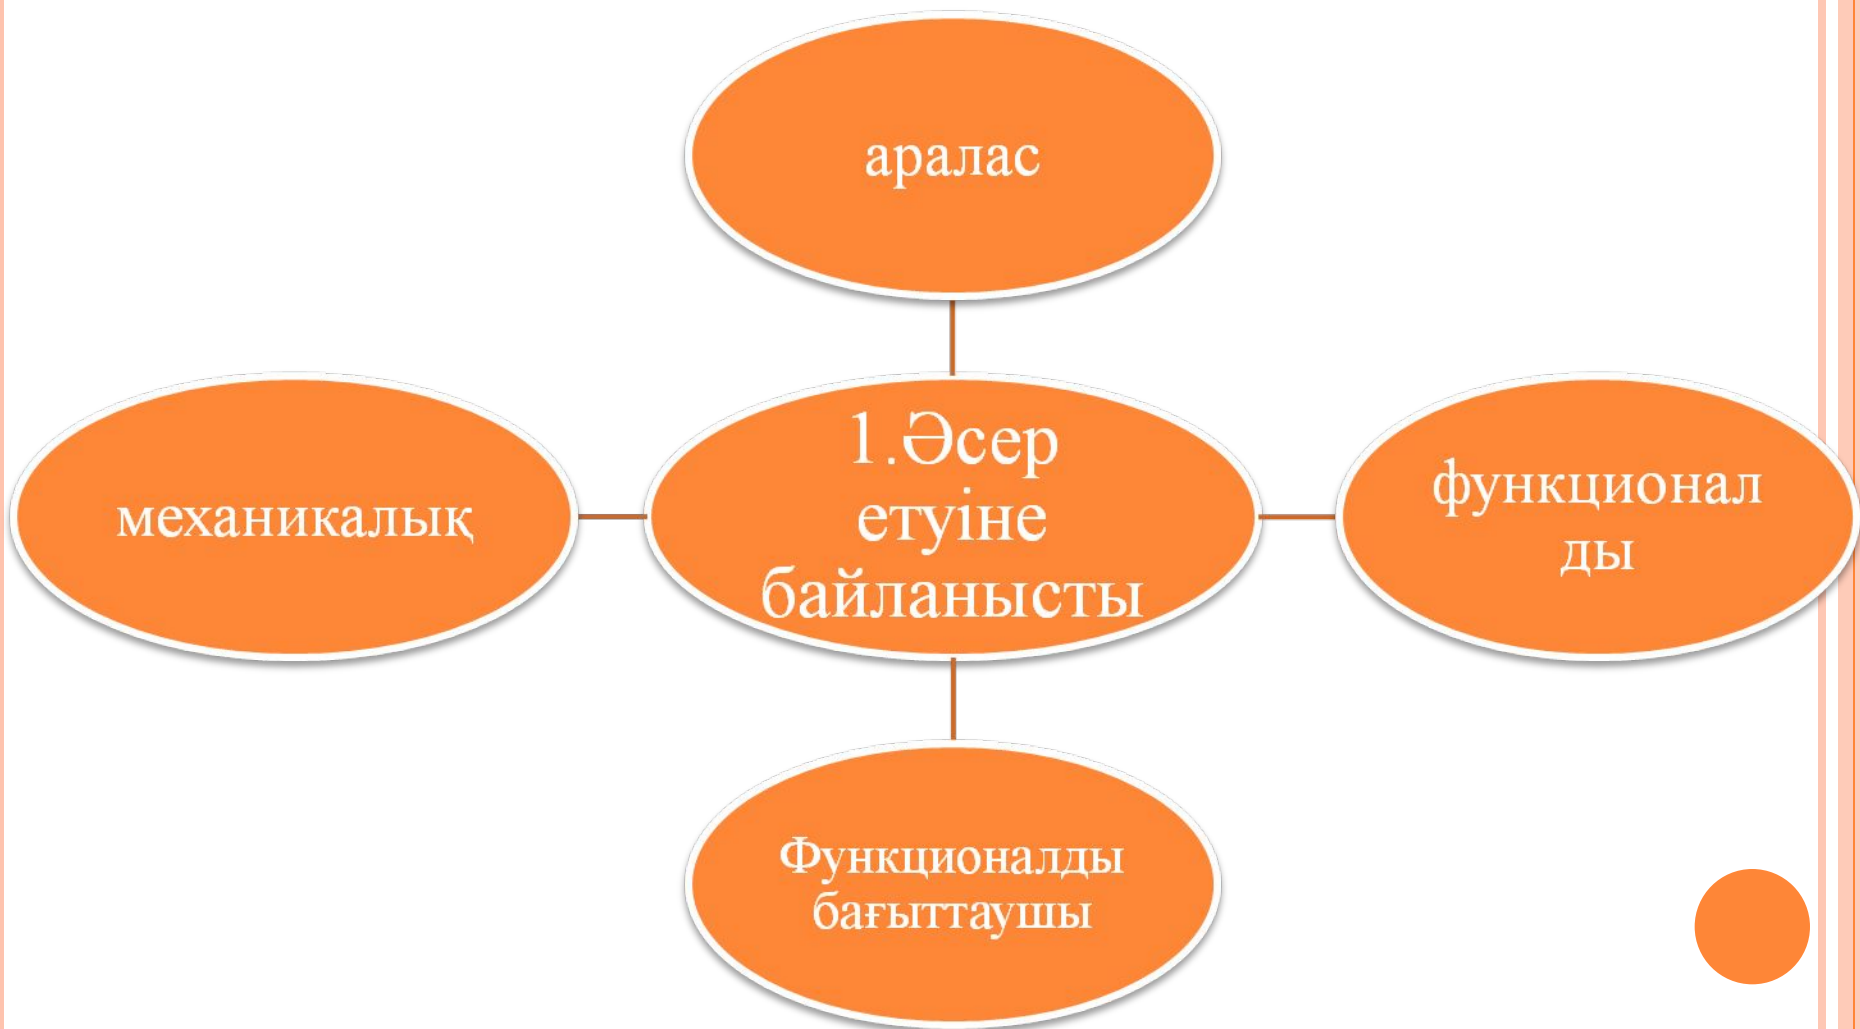 аралас
механикалық
1.Әсер
етуіне
байланысты
функционал
ды
Функционалды
бағыттаушы